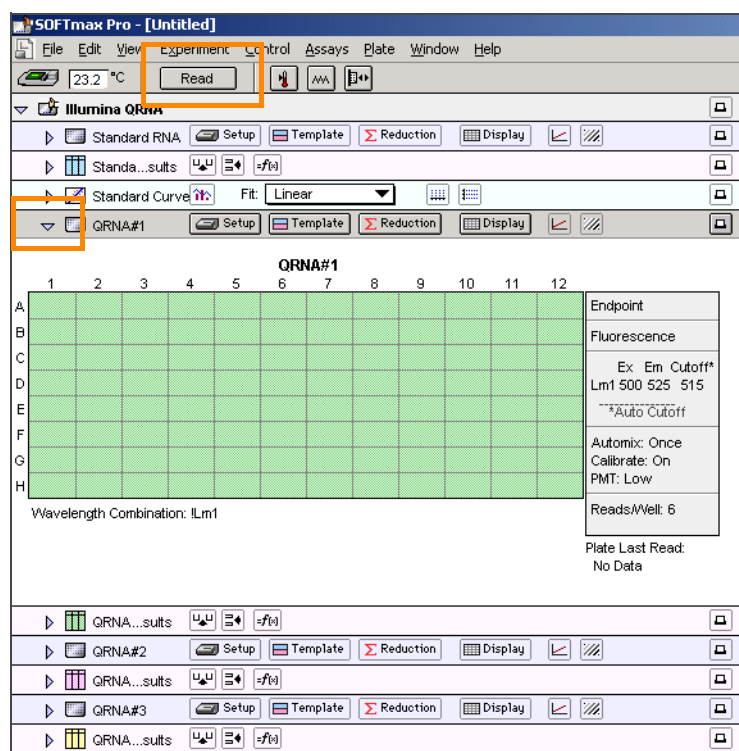 SOFTmax Pro - [Untitled]
File Edit View Experiment Control Assays Plate Window Help
23.2 °C Read
Illumina QRNA
Standard RNA Setup Template Reduction Display
Standa...sults =f(x)
Standard Curve Fit: Linear
QRNA#1 Setup Template Reduction Display
QRNA#1
1 2 3 4 5 6 7 8 9 10 11 12
A
B
C
D
E
F
G
H
Endpoint
Fluorescence
Ex Em Cutoff*
Lm1 500 525 515
*Auto Cutoff
Automix: Once
Calibrate: On
PMT: Low
Reads/Well: 6
Wavelength Combination: !Lm1
Plate Last Read:
No Data
QRNA...sults =f(x)
QRNA#2 Setup Template Reduction Display
QRNA...sults =f(x)
QRNA#3 Setup Template Reduction Display
QRNA...sults =f(x)